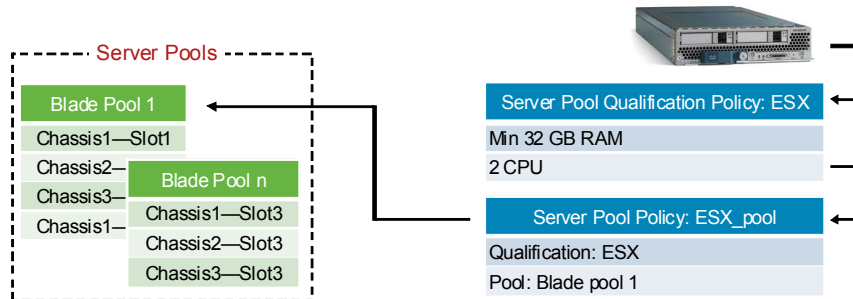 Server Pools
Blade Pool 1
Chassis1—Slot1
Chassis2—
Chassis3—
Chassis1—
Blade Pool n
Chassis1—Slot3
Chassis2—Slot3
Chassis3—Slot3
Server Pool Qualification Policy: ESX
Min 32 GB RAM
2 CPU
Server Pool Policy: ESX_pool
Qualification: ESX
Pool: Blade pool 1